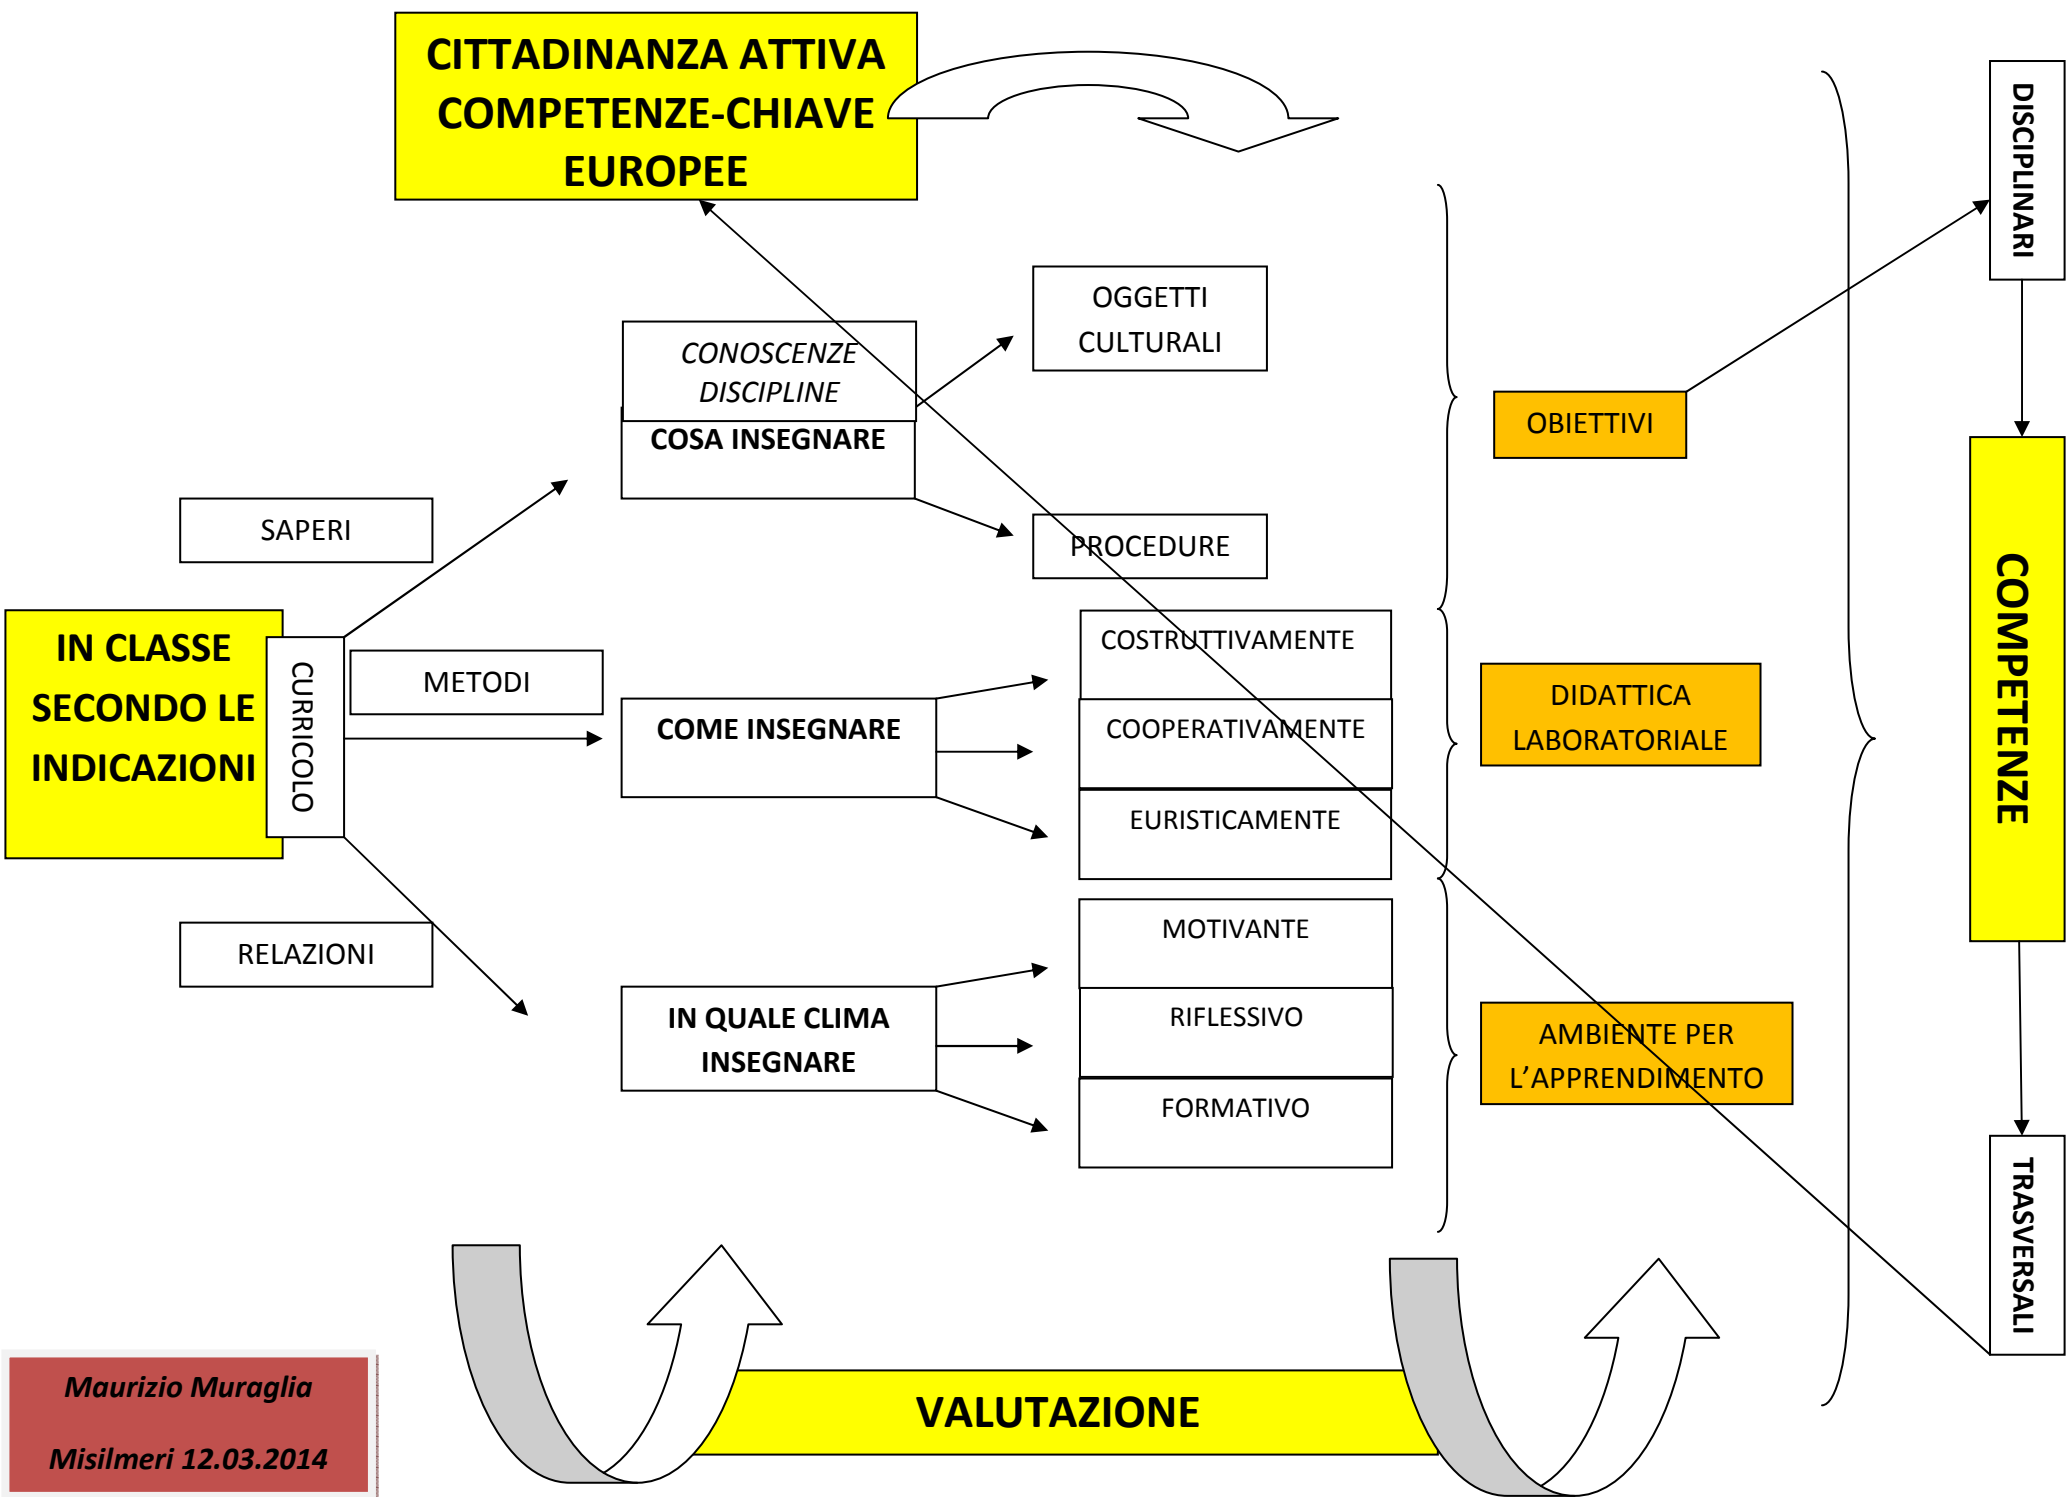 CITTADINANZA ATTIVA
COMPETENZE-CHIAVE
EUROPEE
DISCIPLINARI
OGGETTI
CULTURALI
CONOSCENZE
DISCIPLINE
COSA INSEGNARE
OBIETTIVI
SAPERI
PROCEDURE
IN CLASSE
SECONDO LE
INDICAZIONI
CURRICOLO
METODI
COME INSEGNARE
COSTRUTTIVAMENTE
COOPERATIVAMENTE
EURISTICAMENTE
DIDATTICA
LABORATORIALE
COMPETENZE
RELAZIONI
IN QUALE CLIMA
INSEGNARE
MOTIVANTE
RIFLESSIVO
FORMATIVO
AMBIENTE PER
L’APPRENDIMENTO
TRASVERSALI
VALUTAZIONE
Maurizio Muraglia
Misilmeri 12.03.2014